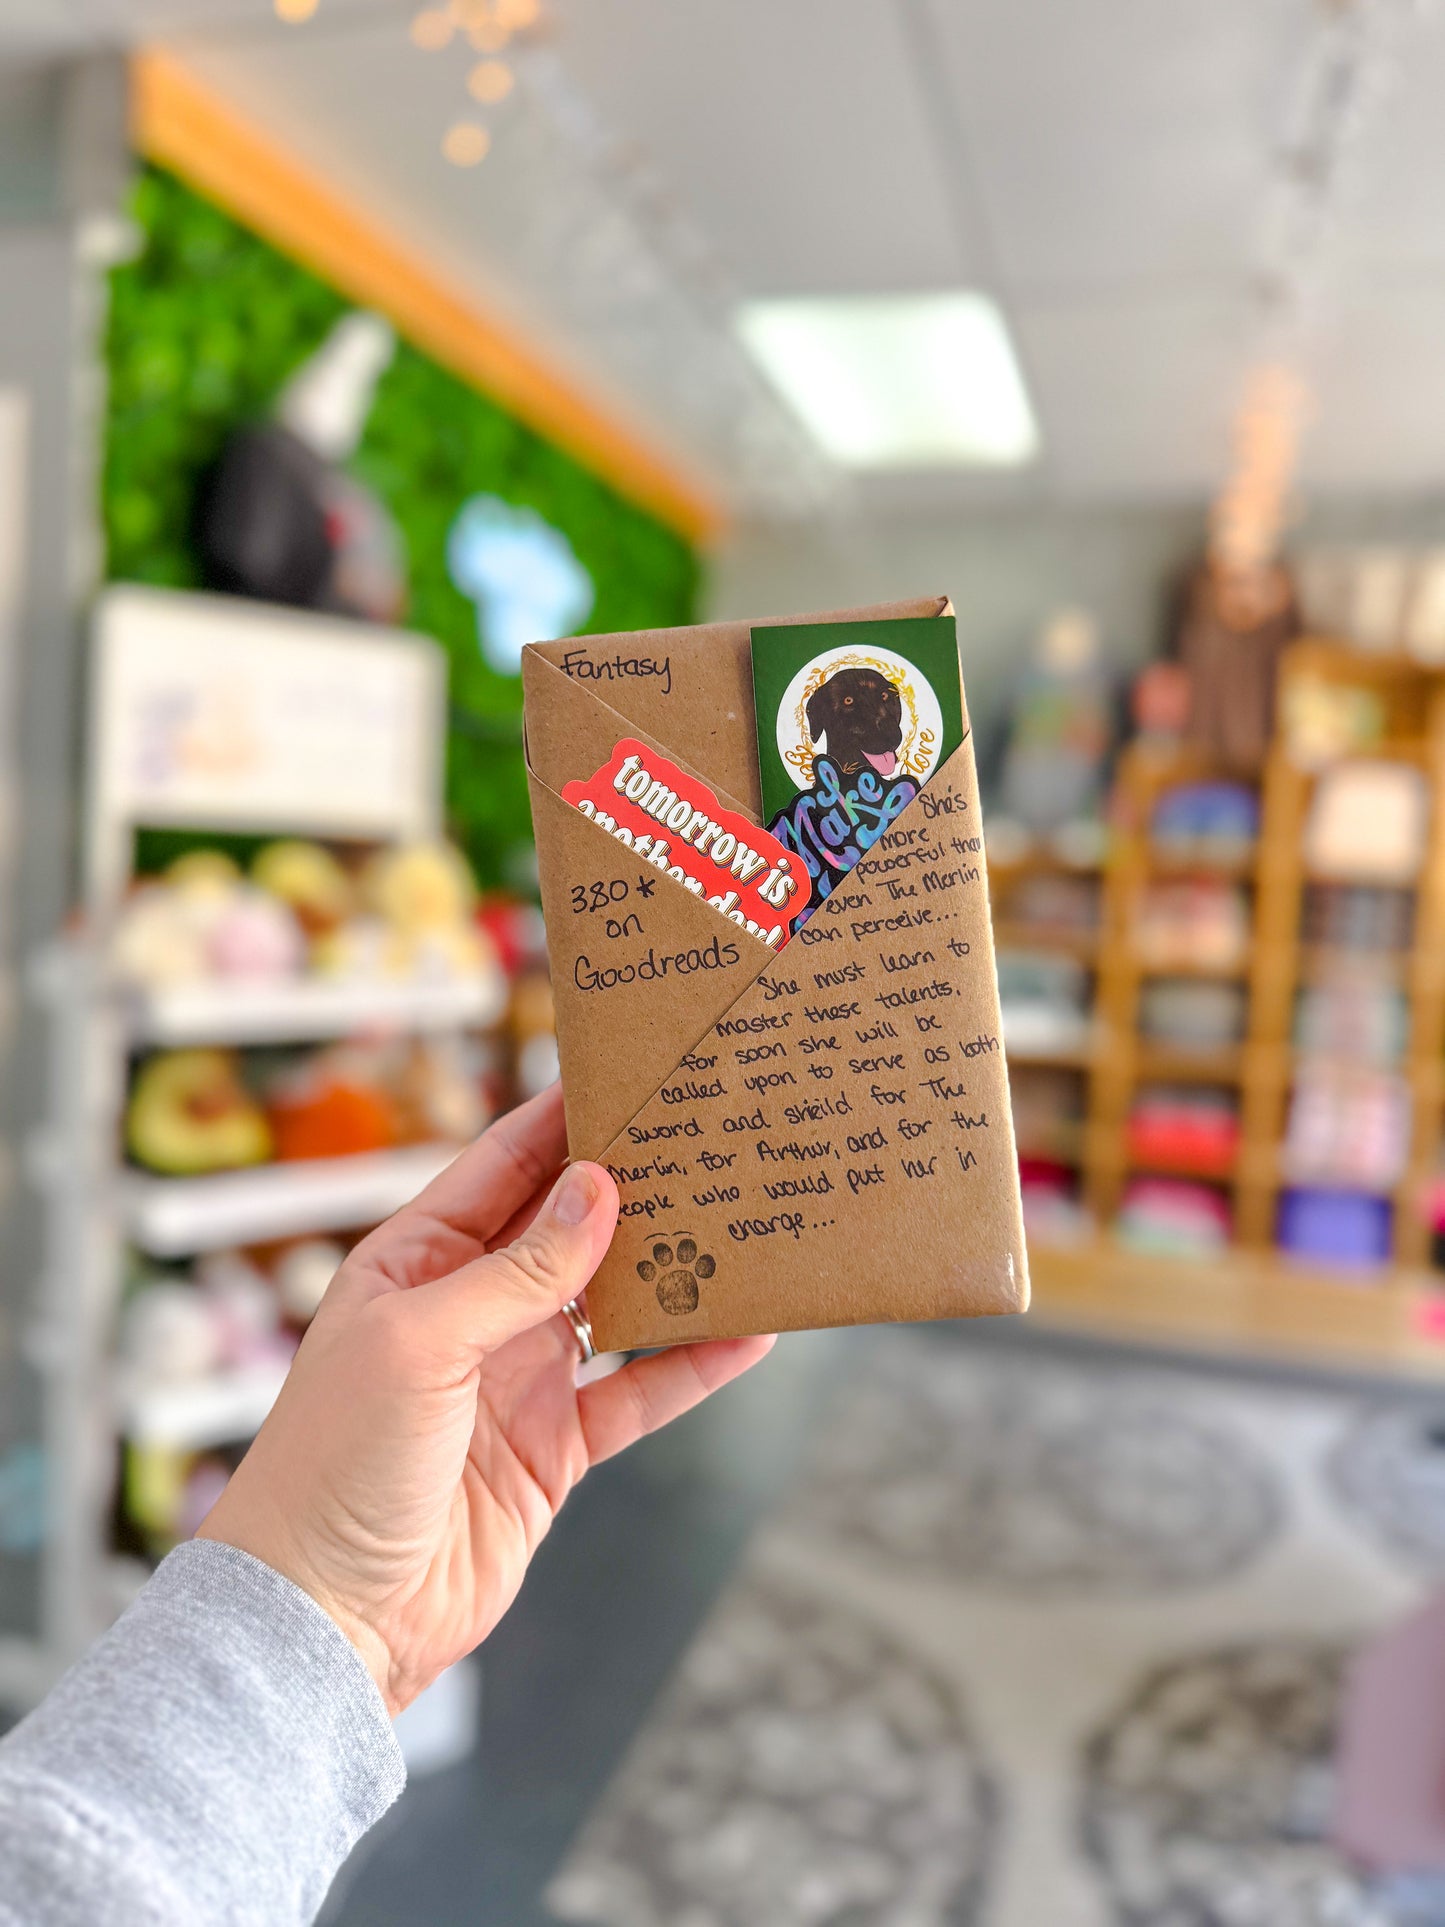 Fantasy
love
tomorrow is
another day!
Make
3.80*
on
Goodreads
She's
more
powerful than
even The Merlin
can perceive...
She must learn to
master these talents,
for soon she will be
called upon to serve as both
sword and shield for The
Merlin, for Arthur, and for the
people who would put her in
charge...